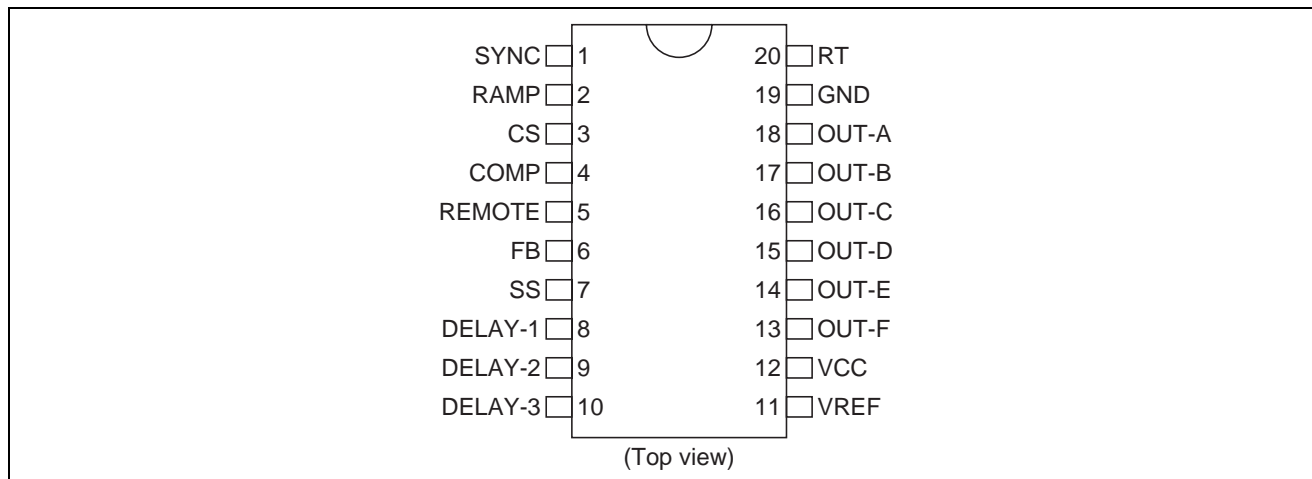 SYNC 1 20 RT
RAMP 2 19 GND
CS 3 18 OUT-A
COMP 4 17 OUT-B
REMOTE 5 16 OUT-C
FB 6 15 OUT-D
SS 7 14 OUT-E
DELAY-1 8 13 OUT-F
DELAY-2 9 12 VCC
DELAY-3 10 11 VREF
(Top view)